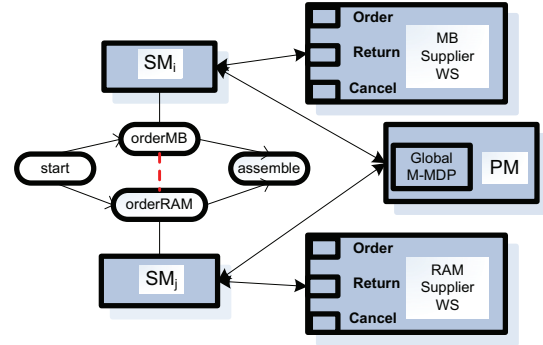 Order
Return
Cancel
MB
Supplier
WS
SMi
orderMB
start
assemble
orderRAM
Global
M-MDP
PM
SMj
Order
Return
Cancel
RAM
Supplier
WS